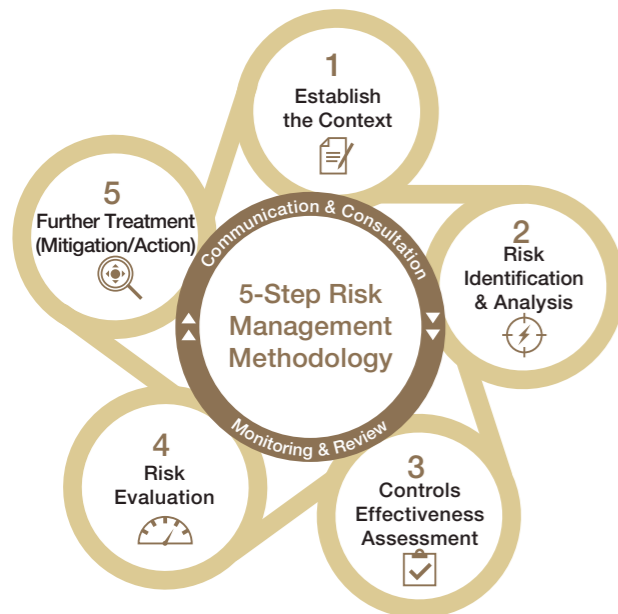 1
Establish
the Context
2
Risk
Identification
& Analysis
3
Controls
Effectiveness
Assessment
4
Risk
Evaluation
5
Further Treatment
(Mitigation/Action)
Communication & Consultation
5-Step Risk
Management
Methodology
Monitoring & Review